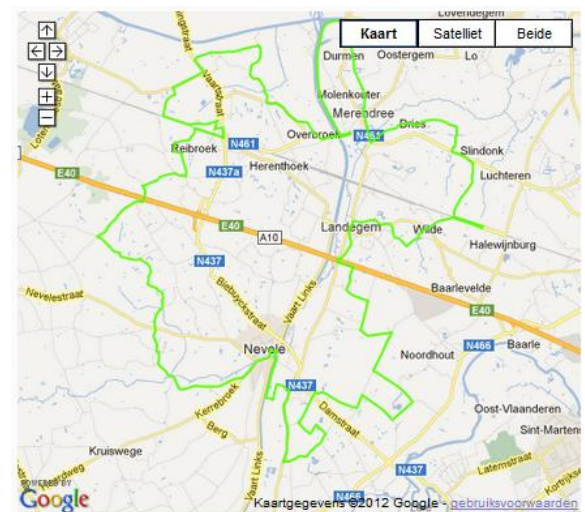 Lovendegem
Kaart Satelliet Beide
Durmen Oostergem Lo
Vaartstraat
Molenkouter
Merendree
Dries
Overbroek N461
N461
Reibroek
Slindonk
Herenthoek
N437a
Luchteren
E40
E40
Landegem Wilde
A10
Halewijnburg
N437
Biebuyckstraat
Baarlevelde
Nevelestraat
Vaart Links
E40
N466 Baarle
Nevele
Noordhout
N437
Kerrebroek
Damstraat
Oost-Vlaanderen
Berg
Sint-Martens
Kruiswege
Vaart Links
N437
Latemstraat
POWERED BY
Google
N466
Kaartgegevens ©2012 Google - gebruiksvoorwaarden